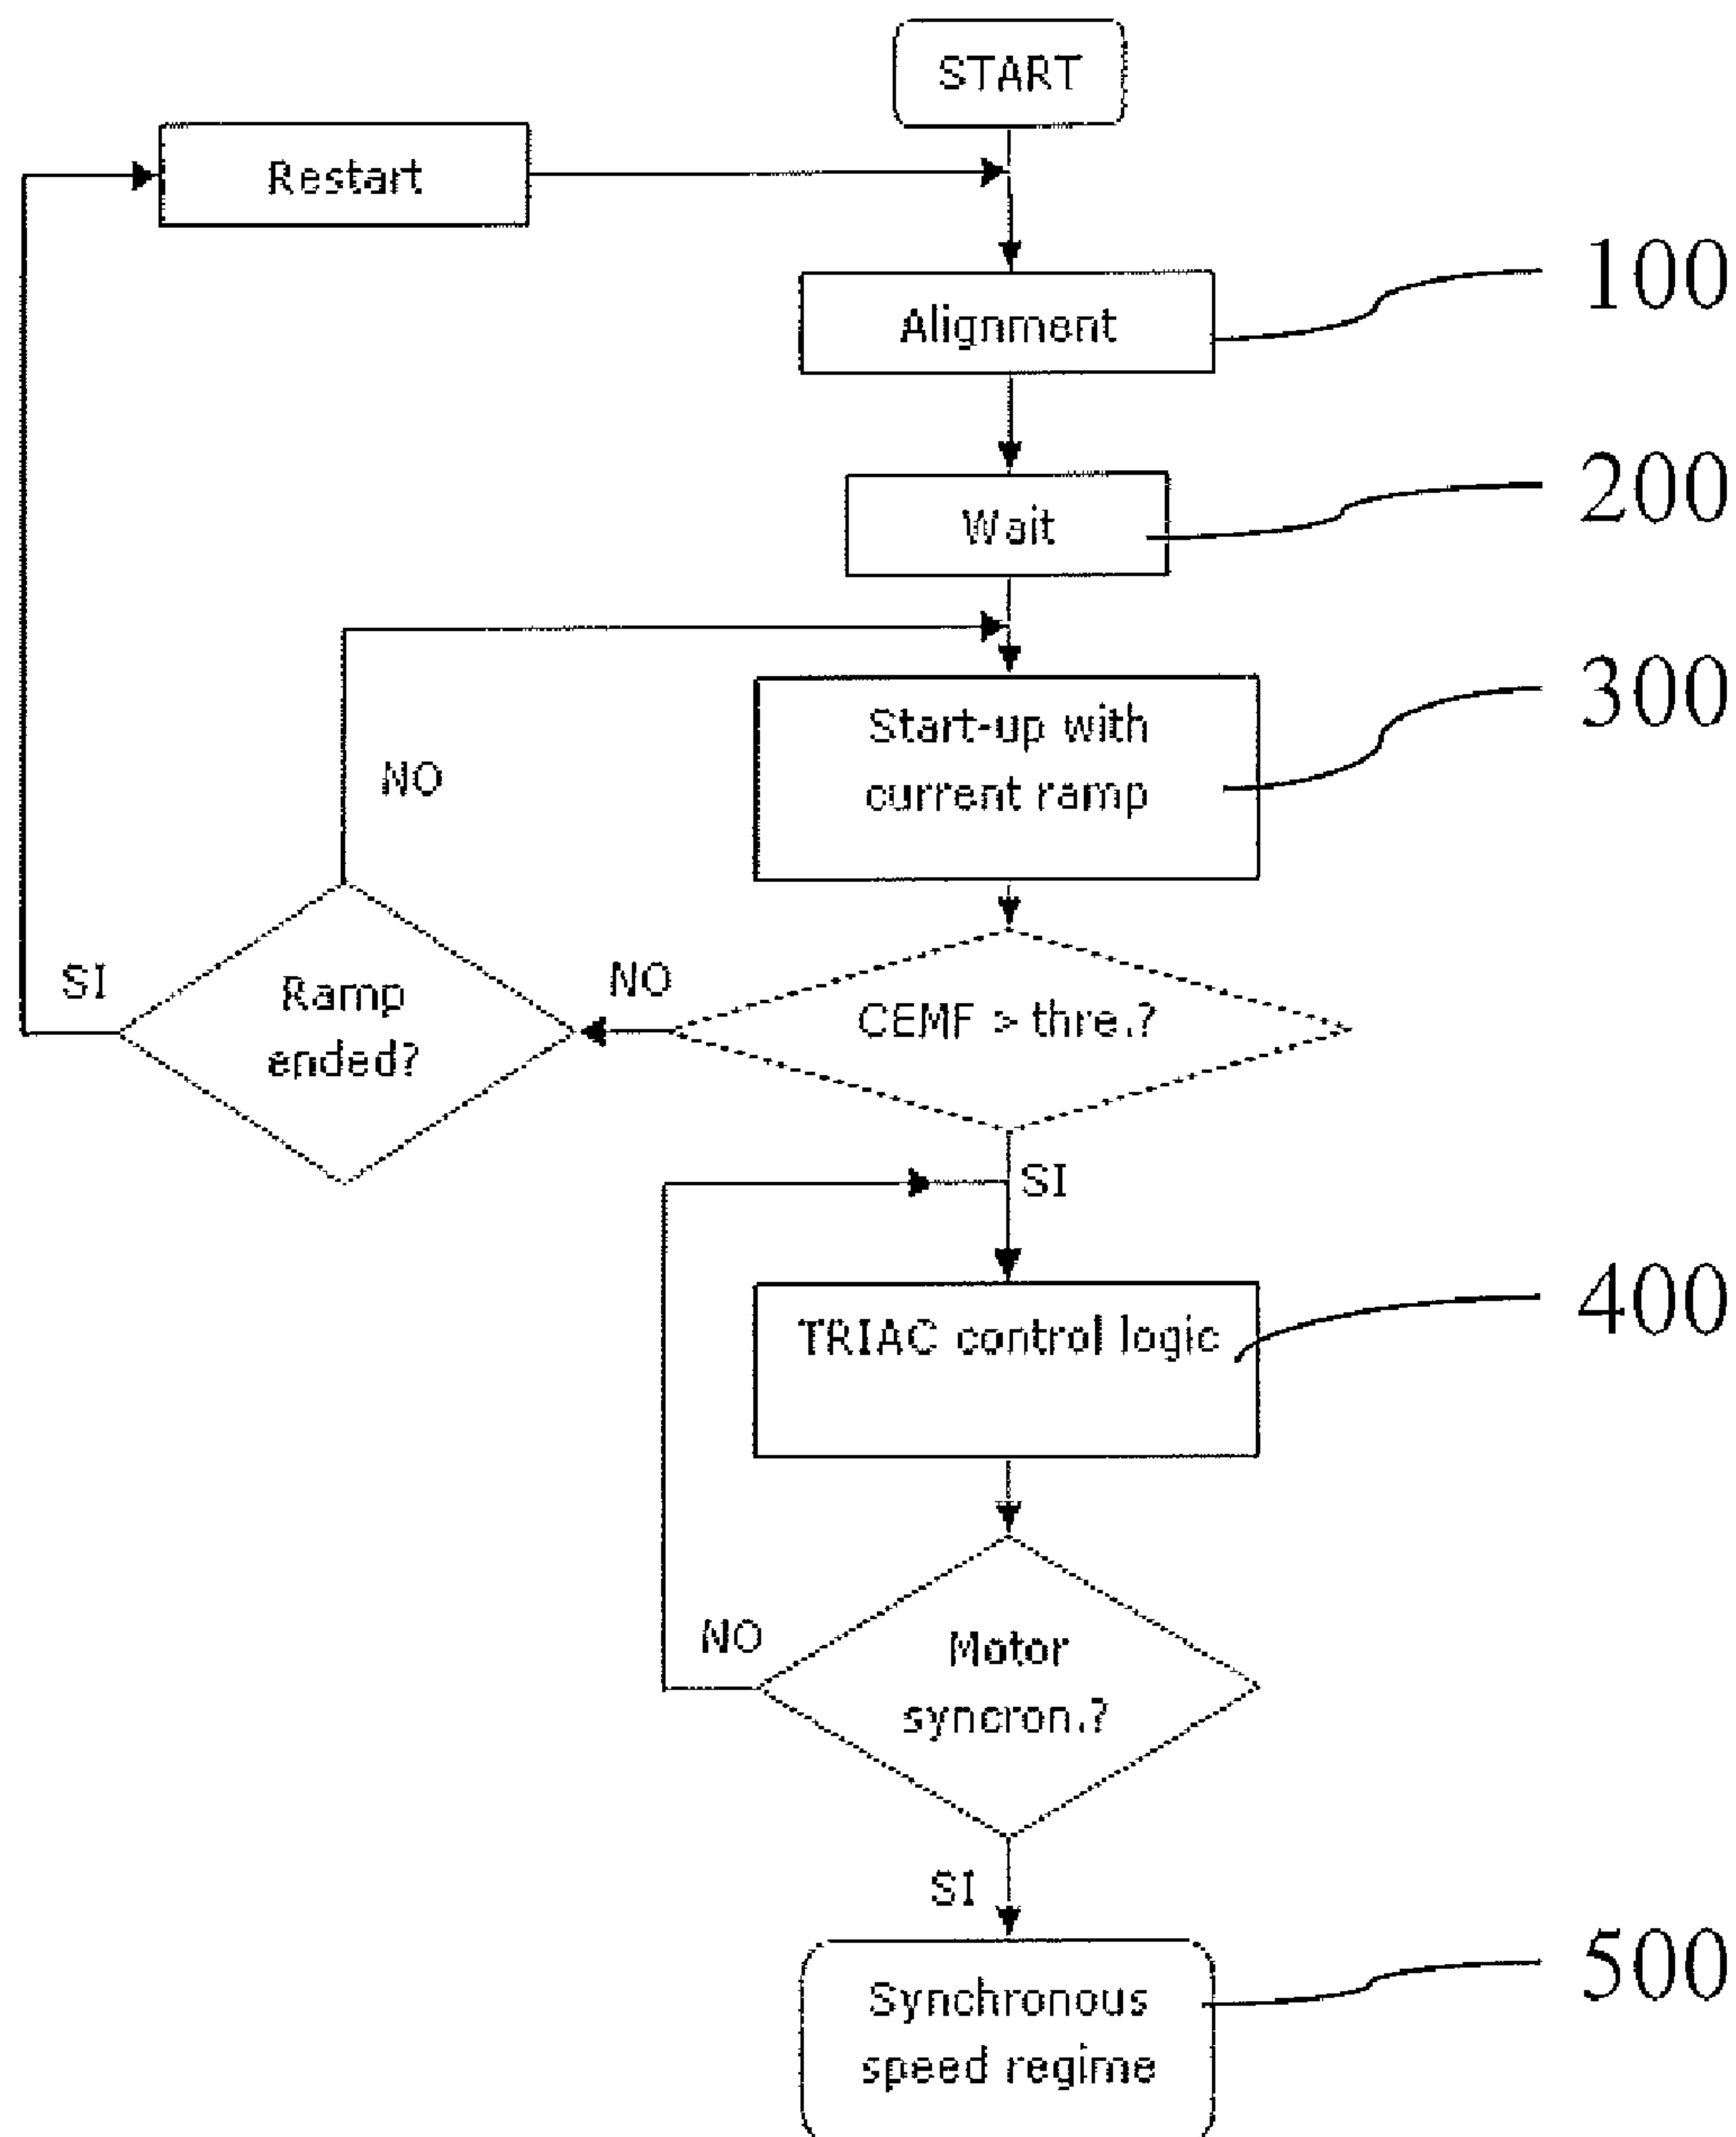 START
Restart
100
Alignment
200
Wait
300
Start-up with
current ramp
NO
SI
Ramp
ended?
NO
CEMF > thre.?
SI
400
TRIAC control logic
NO
Motor
syncron.?
SI
500
Synchronous
speed regime